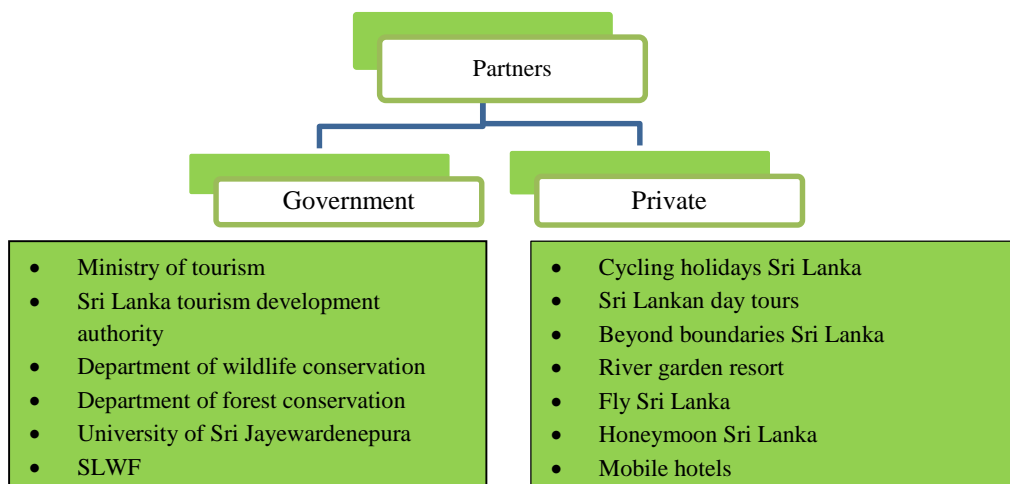 Partners
Government
Private
• Ministry of tourism
• Sri Lanka tourism development
authority
• Department of wildlife conservation
• Department of forest conservation
• University of Sri Jayewardenepura
• SLWF
• Cycling holidays Sri Lanka
• Sri Lankan day tours
• Beyond boundaries Sri Lanka
• River garden resort
• Fly Sri Lanka
• Honeymoon Sri Lanka
• Mobile hotels